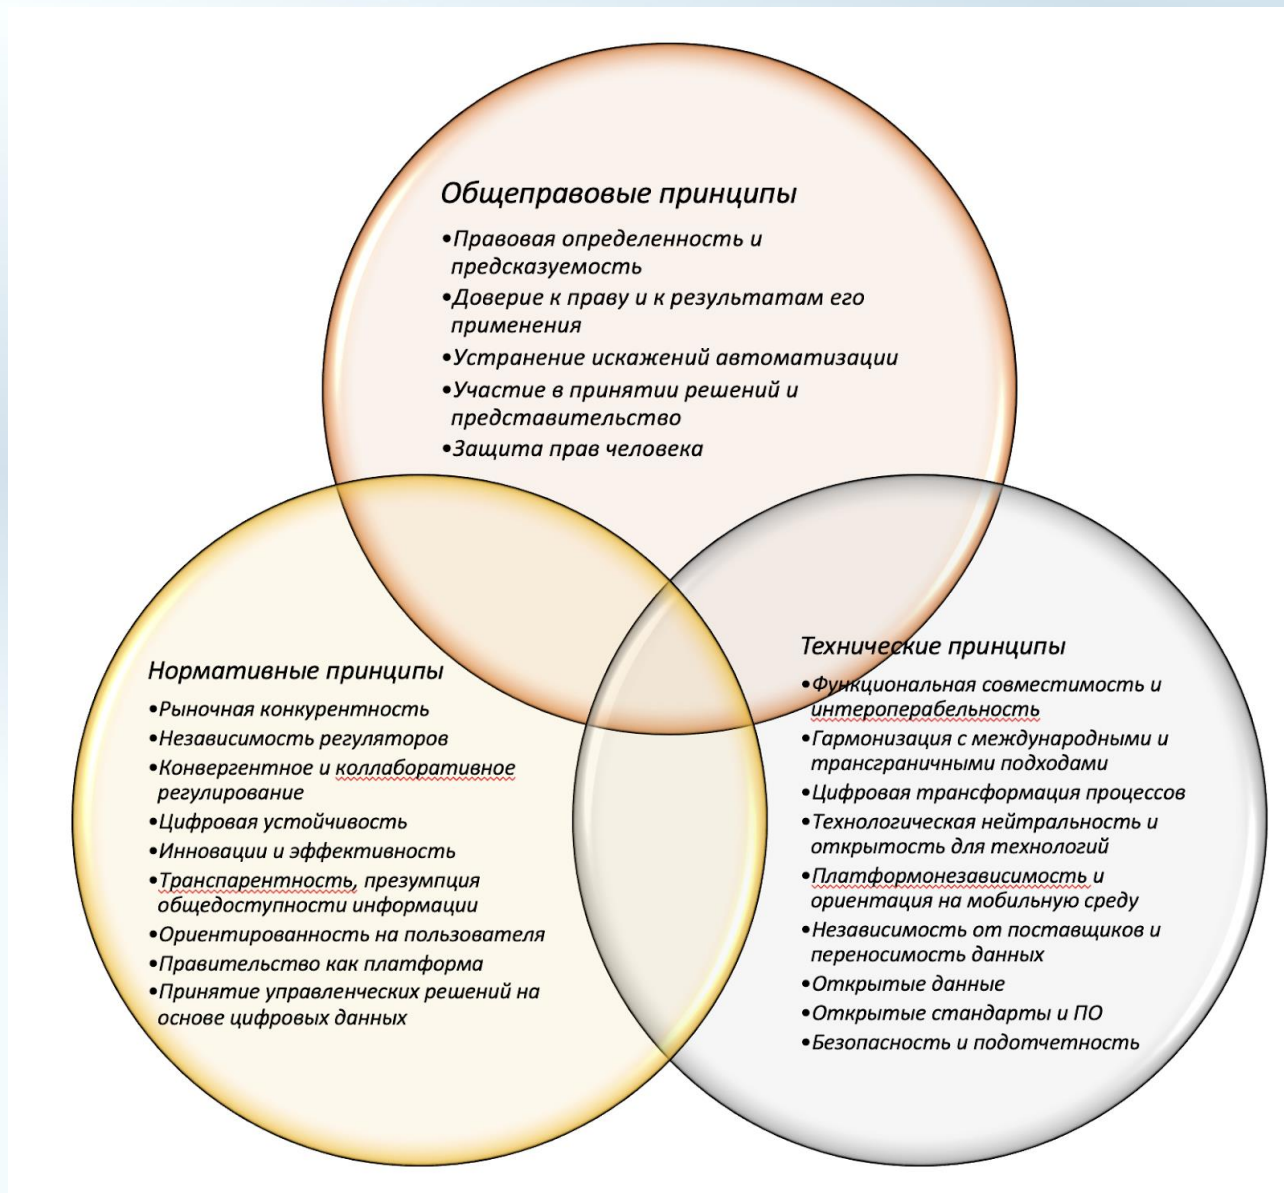 Общеправовые принципы
•Правовая определенность и
предсказуемость
•Доверие к праву и к результатам его
применения
•Устранение искажений автоматизации
•Участие в принятии решений и
представительство
•Защита прав человека
Нормативные принципы
•Рыночная конкурентность
•Независимость регуляторов
•Конвергентное и коллаборативное
регулирование
•Цифровая устойчивость
•Инновации и эффективность
•Транспарентность, презумпция
общедоступности информации
•Ориентированность на пользователя
•Правительство как платформа
•Принятие управленческих решений на
основе цифровых данных
Технические принципы
•Функциональная совместимость и
интероперабельность
•Гармонизация с международными и
трансграничными подходами
•Цифровая трансформация процессов
•Технологическая нейтральность и
открытость для технологий
•Платформонезависимость и
ориентация на мобильную среду
•Независимость от поставщиков и
переносимость данных
•Открытые данные
•Открытые стандарты и ПО
•Безопасность и подотчетность